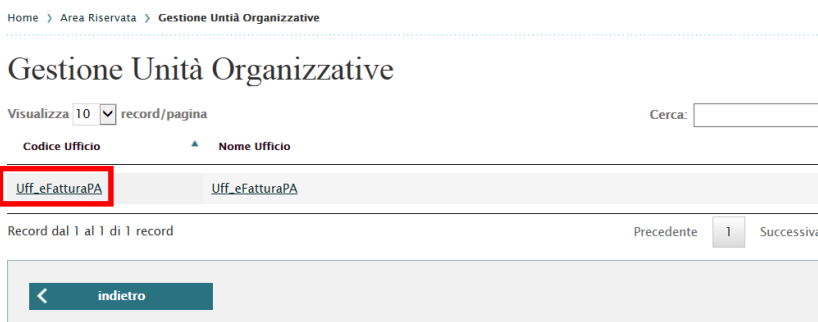 Home > Area Riservata > Gestione Untià Organizzative
Gestione Unità Organizzative
Visualizza 10 record/pagina Cerca:
Codice Ufficio Nome Ufficio
Uff_eFatturaPA Uff_eFatturaPA
Record dal 1 al 1 di 1 record Precedente 1 Successiva
indietro